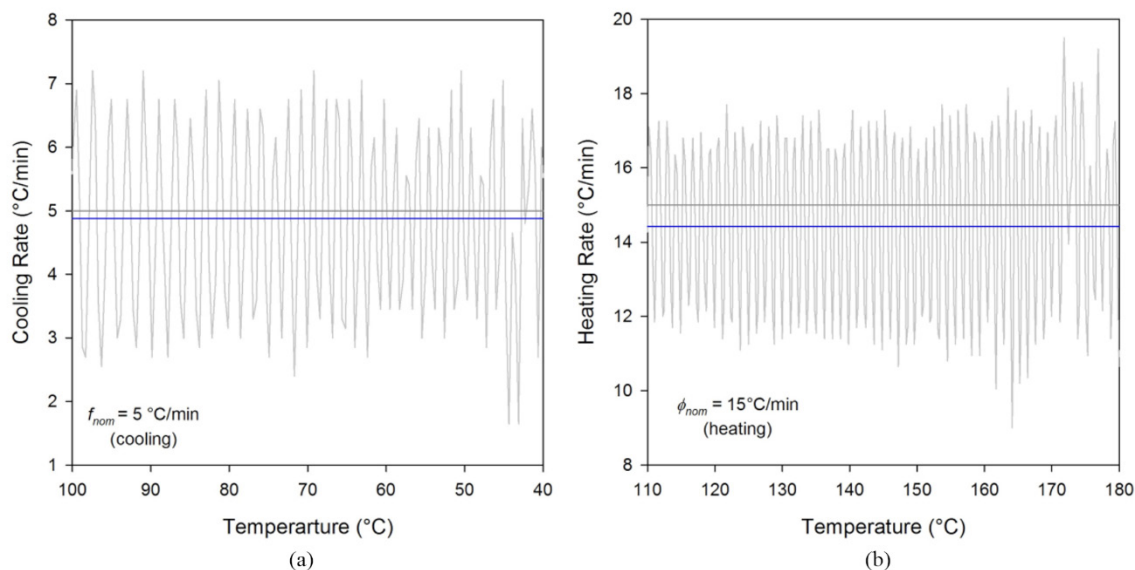 8
7
6
5
4
3
2
1
Cooling Rate (°C/min)
f_nom = 5 °C/min
(cooling)
100 90 80 70 60 50 40
Temperarture (°C)
(a)
20
18
16
14
12
10
8
Heating Rate (°C/min)
ϕ_nom = 15°C/min
(heating)
110 120 130 140 150 160 170 180
Temperature (°C)
(b)